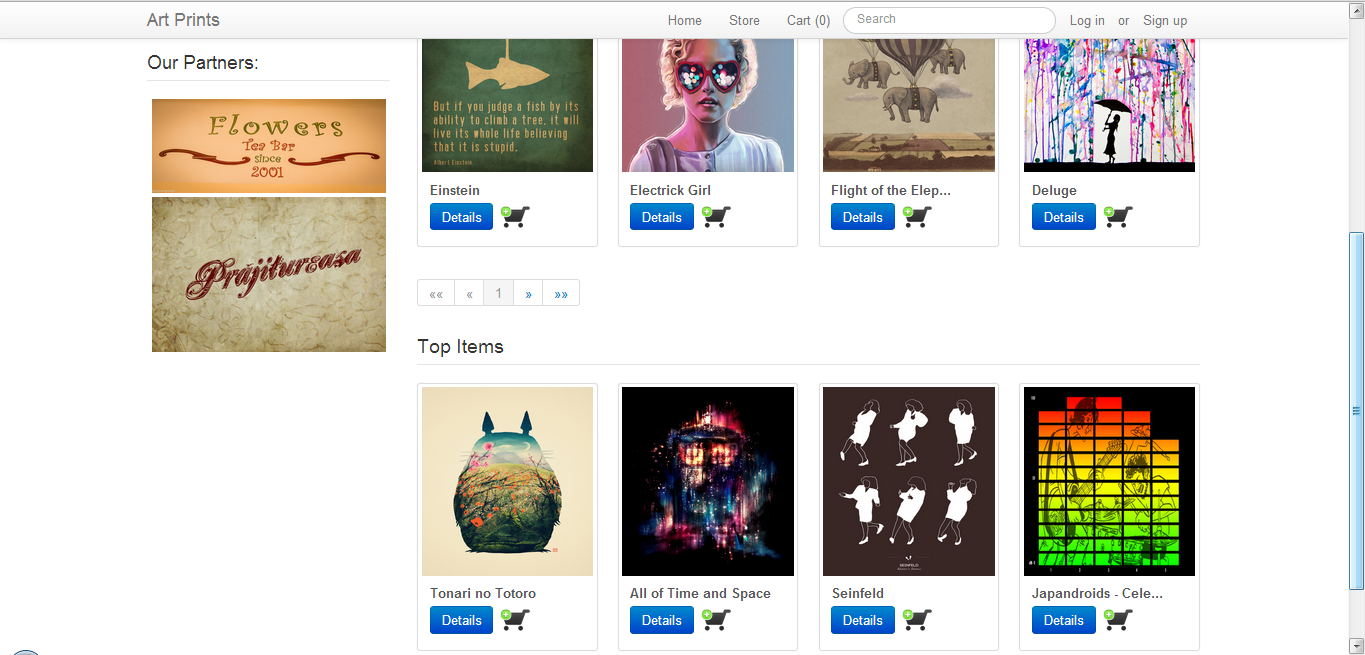 Art Prints
Home
Store
Cart (0)
Search
Log in or Sign up
Our Partners:
Flowers
Tea Bar
since
2001
Prăjitureasa
But if you judge a fish by its
ability to climb a tree, it will
live its whole life believing
that it is stupid.
Albert Einstein
Einstein
Details
Electrick Girl
Details
Flight of the Elep...
Details
Deluge
Details
«« « 1 » »»
Top Items
Tonari no Totoro
Details
All of Time and Space
Details
SEINFELD
Seinfeld
Details
Japandroids - Cele...
Details